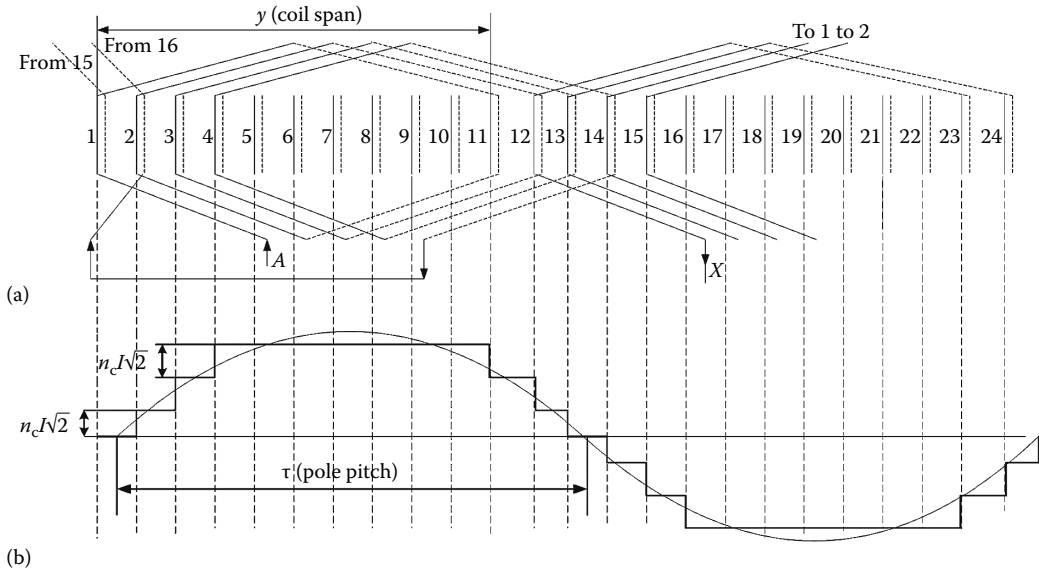 y (coil span)
From 16
From 15
To 1 to 2
1 2 3 4 5 6 7 8 9 10 11 12 13 14 15 16 17 18 19 20 21 22 23 24
A
X
(a)
n_cI√2
n_cI√2
τ (pole pitch)
(b)